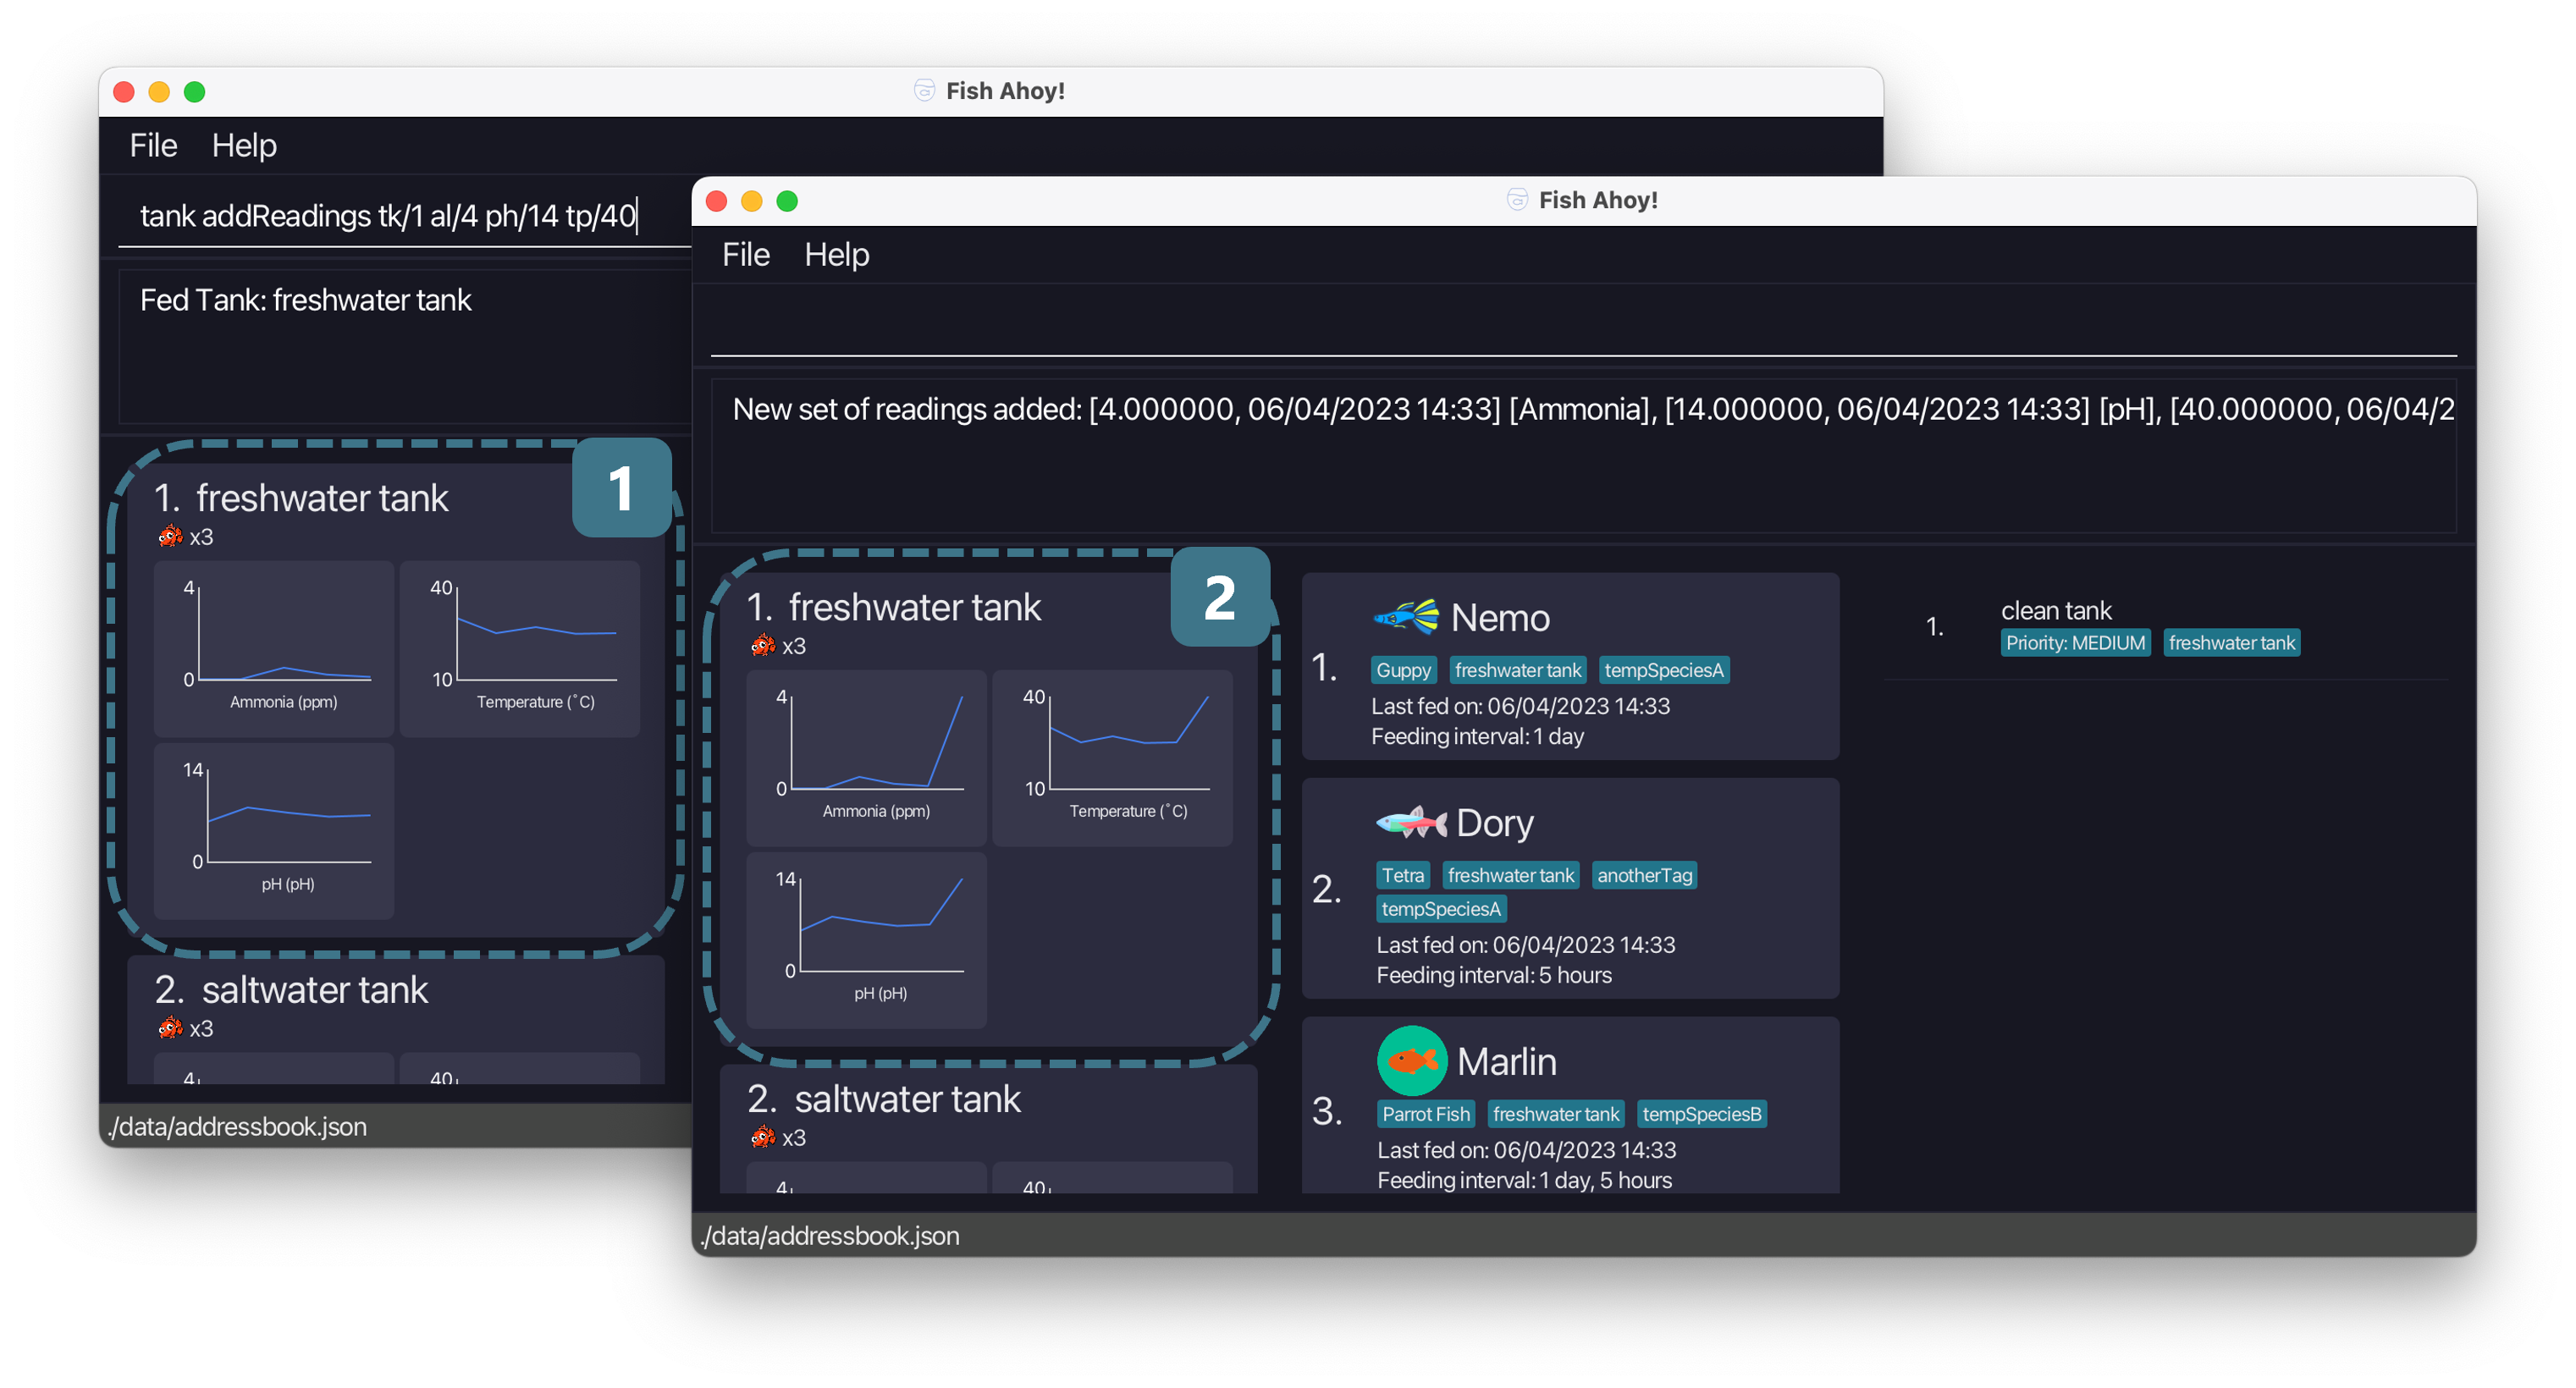 Fish Ahoy!
File Help
tank addReadings tk/1 al/4 ph/14 tp/40
Fed Tank: freshwater tank
1
1. freshwater tank
x3
4
0
Ammonia (ppm)
40
10
Temperature (˚C)
14
0
pH (pH)
2. saltwater tank
x3
4
40
./data/addressbook.json
Fish Ahoy!
File Help
New set of readings added: [4.000000, 06/04/2023 14:33] [Ammonia], [14.000000, 06/04/2023 14:33] [pH], [40.000000, 06/04/2
2
1. freshwater tank
x3
4
0
Ammonia (ppm)
40
10
Temperature (˚C)
14
0
pH (pH)
2. saltwater tank
x3
4
40
1.
Nemo
Guppy freshwater tank tempSpeciesA
Last fed on: 06/04/2023 14:33
Feeding interval: 1 day
2.
Dory
Tetra freshwater tank anotherTag
tempSpeciesA
Last fed on: 06/04/2023 14:33
Feeding interval: 5 hours
3.
Marlin
Parrot Fish freshwater tank tempSpeciesB
Last fed on: 06/04/2023 14:33
Feeding interval: 1 day, 5 hours
1.
clean tank
Priority: MEDIUM freshwater tank
./data/addressbook.json